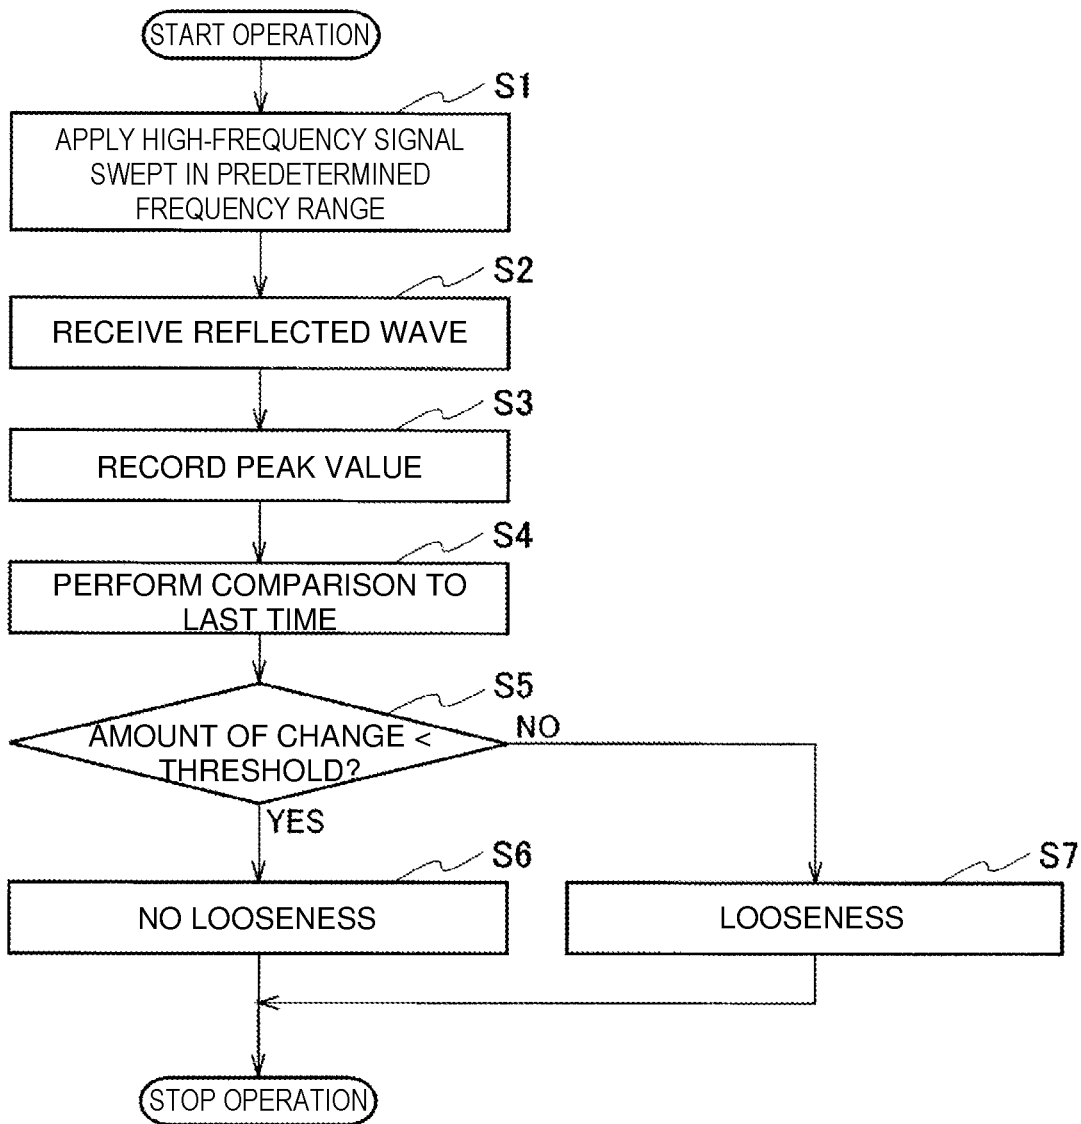 START OPERATION
S1
APPLY HIGH-FREQUENCY SIGNAL
SWEPT IN PREDETERMINED
FREQUENCY RANGE
S2
RECEIVE REFLECTED WAVE
S3
RECORD PEAK VALUE
S4
PERFORM COMPARISON TO
LAST TIME
S5
AMOUNT OF CHANGE <
THRESHOLD?
NO
YES
S6
NO LOOSENESS
S7
LOOSENESS
STOP OPERATION